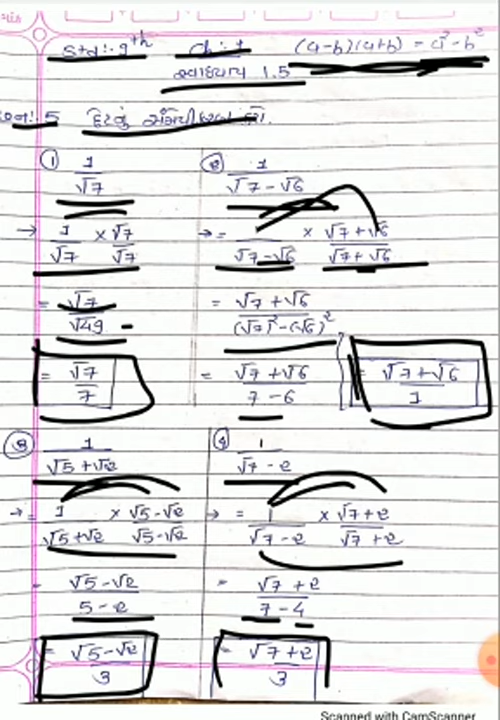 Std:- 9th Ch:- 1 (a-b)(a+b) = a²-b²
સ્વાધ્યાય 1.5
5 છેદનું સંમેયીકરણ કરો.
① 1/√7
→ 1/√7 × √7/√7
= √7/√49
= √7/7
② 1/(√7-√6)
→ = /(√7-√6) × (√7+√6)/(√7+√6)
= (√7+√6)/((√7)²-(√6)²)
= (√7+√6)/(7-6) = (√7+√6)/1
③ 1/(√5+√2)
→ = 1/(√5+√2) × (√5-√2)/(√5-√2)
= (√5-√2)/(5-2)
= (√5-√2)/3
④ 1/(√7-2)
→ = 1/(√7-2) × (√7+2)/(√7+2)
= (√7+2)/(7-4)
= (√7+2)/3
Scanned with CamScanner